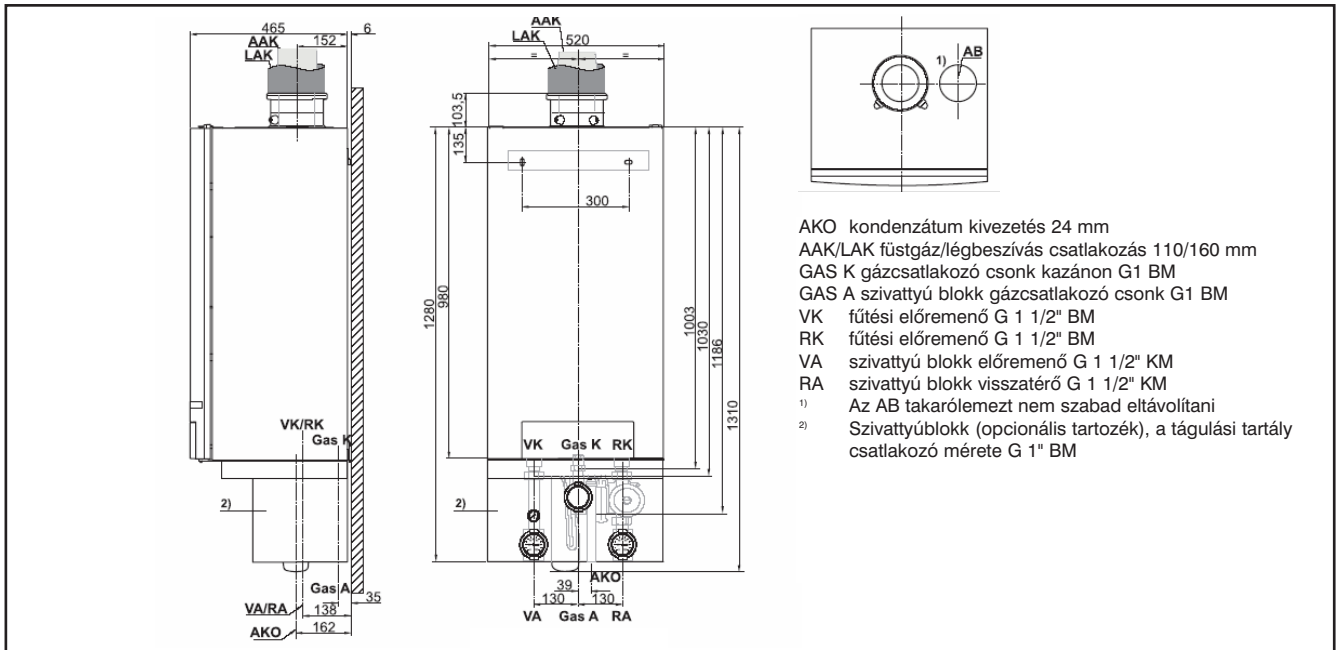 465
6
AAK
152
LAK
AAK
LAK
520
=
=
1)
AB
103,5
135
300
1280
980
1003
1030
1186
1310
VK/RK
Gas K
VK
Gas K
RK
2)
2)
Gas A
35
VA/RA
138
AKO
162
39
AKO
130
130
VA
Gas A
RA
AKO kondenzátum kivezetés 24 mm
AAK/LAK füstgáz/légbeszívás csatlakozás 110/160 mm
GAS K gázcsatlakozó csonk kazánon G1 BM
GAS A szivattyú blokk gázcsatlakozó csonk G1 BM
VK fűtési előremenő G 1 1/2" BM
RK fűtési előremenő G 1 1/2" BM
VA szivattyú blokk előremenő G 1 1/2" KM
RA szivattyú blokk visszatérő G 1 1/2" KM
1) Az AB takarólemezt nem szabad eltávolítani
2) Szivattyúblokk (opcionális tartozék), a tágulási tartály
csatlakozó mérete G 1" BM